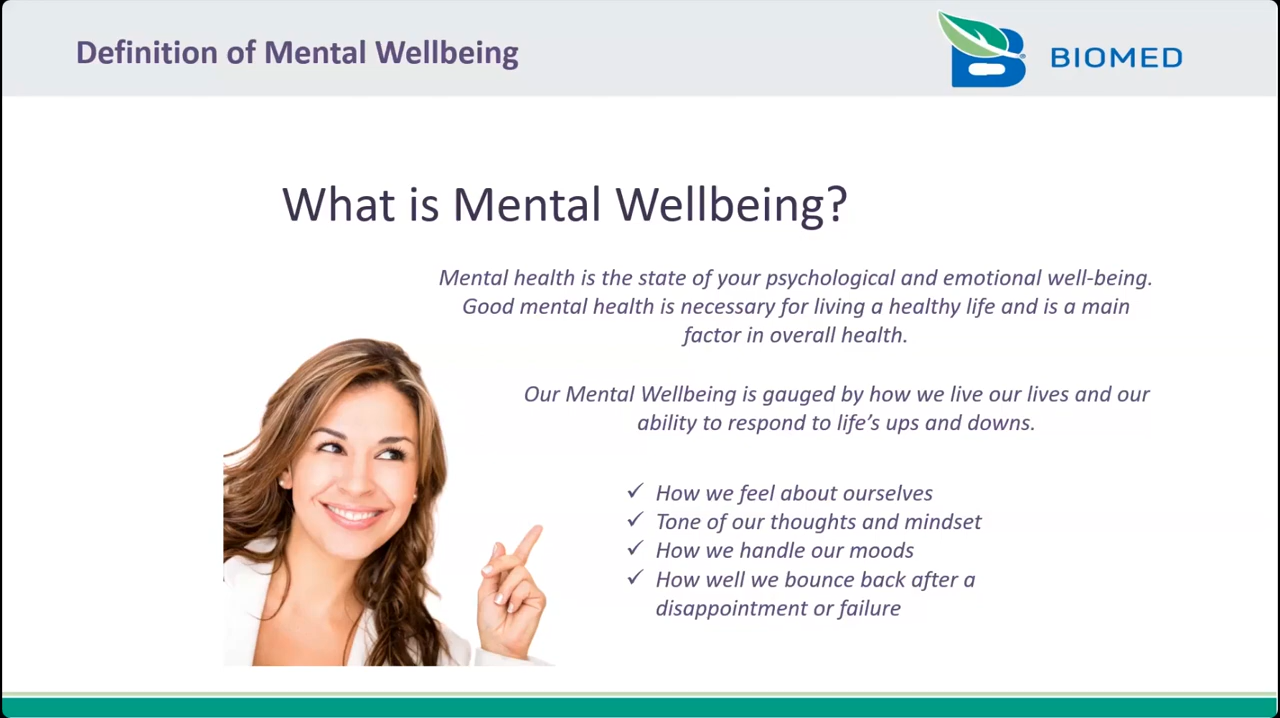 Definition of Mental Wellbeing
BIOMED
What is Mental Wellbeing?
Mental health is the state of your psychological and emotional well-being.
Good mental health is necessary for living a healthy life and is a main
factor in overall health.
Our Mental Wellbeing is gauged by how we live our lives and our
ability to respond to life’s ups and downs.
✓ How we feel about ourselves
✓ Tone of our thoughts and mindset
✓ How we handle our moods
✓ How well we bounce back after a
disappointment or failure